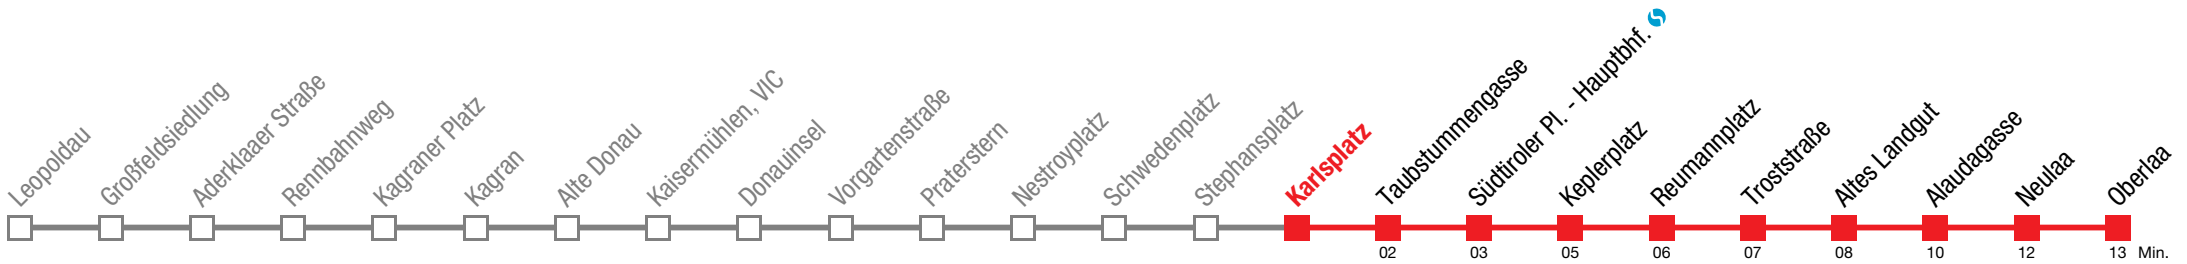 Leopoldau
Großfeldsiedlung
Aderklaaer Straße
Rennbahnweg
Kagraner Platz
Kagran
Alte Donau
Kaisermühlen, VIC
Donauinsel
Vorgartenstraße
Praterstern
Nestroyplatz
Schwedenplatz
Stephansplatz
Karlsplatz
Taubstummengasse
Südtiroler Pl. - Hauptbhf.
Keplerplatz
Reumannplatz
Troststraße
Altes Landgut
Alaudagasse
Neulaa
Oberlaa
02 03 05 06 07 08 10 12 13 Min.